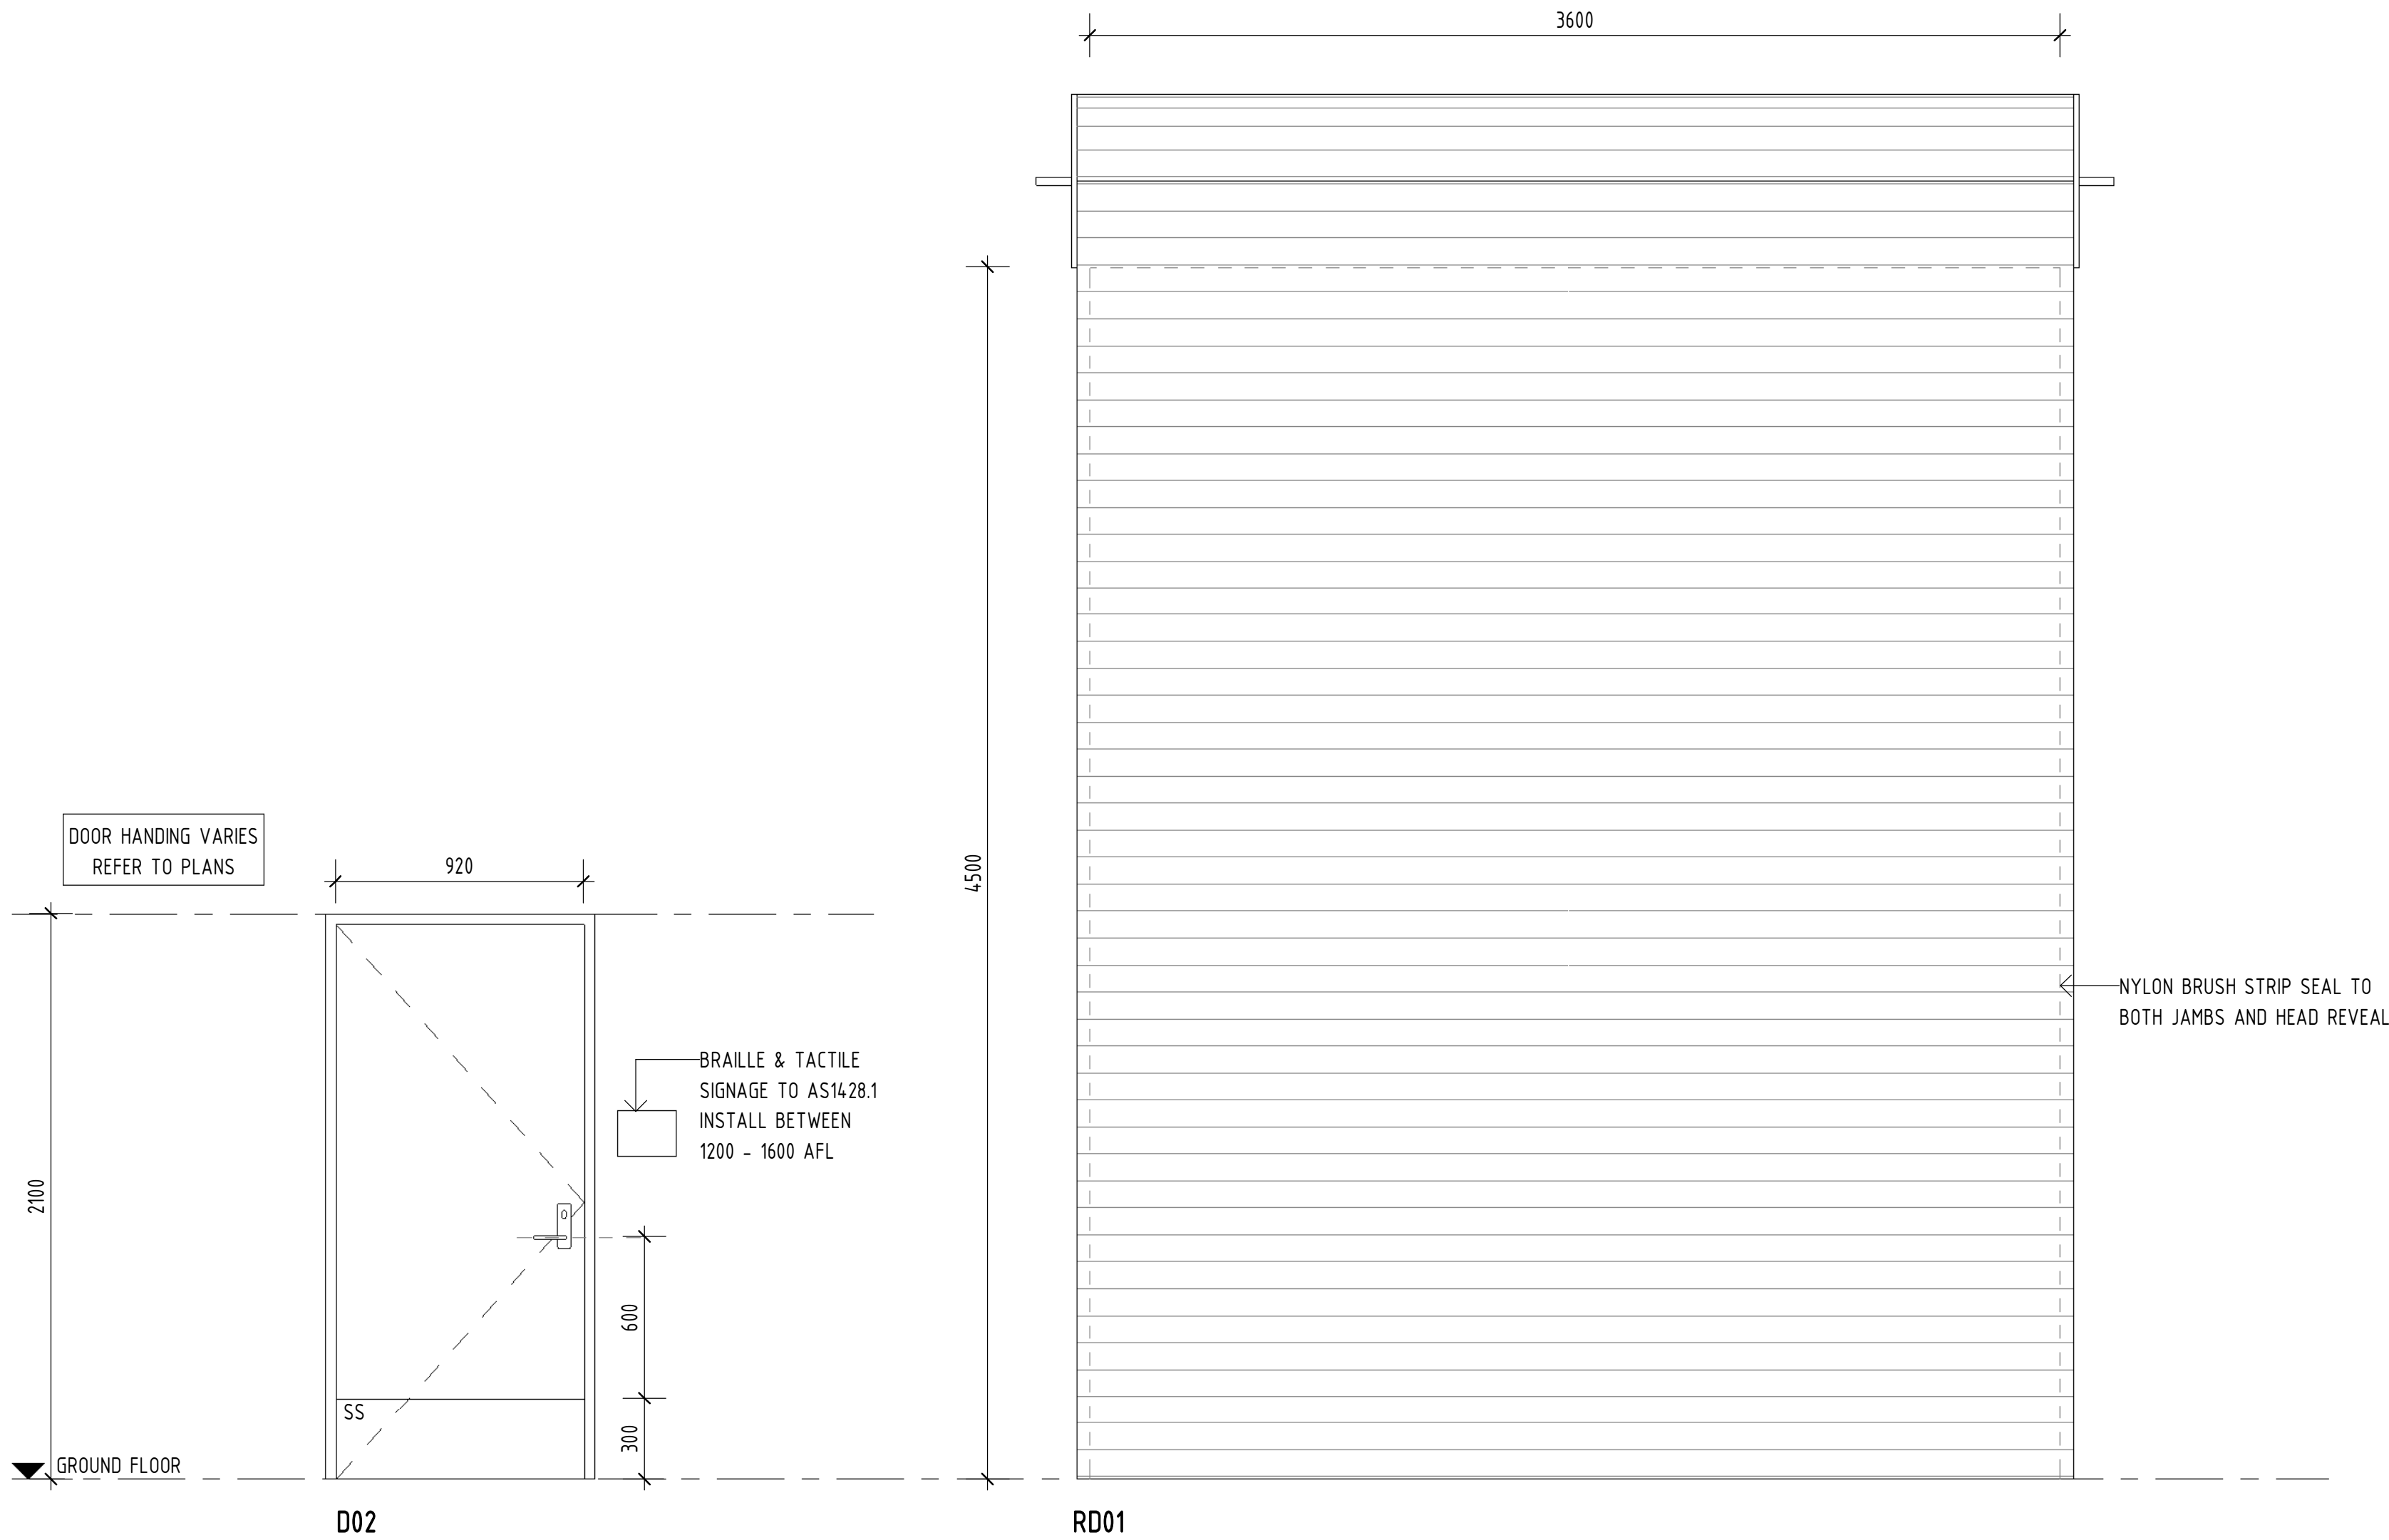 3600
4500
DOOR HANDING VARIES
REFER TO PLANS
920
NYLON BRUSH STRIP SEAL TO
BOTH JAMBS AND HEAD REVEAL
BRAILLE & TACTILE
SIGNAGE TO AS1428.1
INSTALL BETWEEN
1200 - 1600 AFL
2100
600
SS
300
GROUND FLOOR
D02
RD01